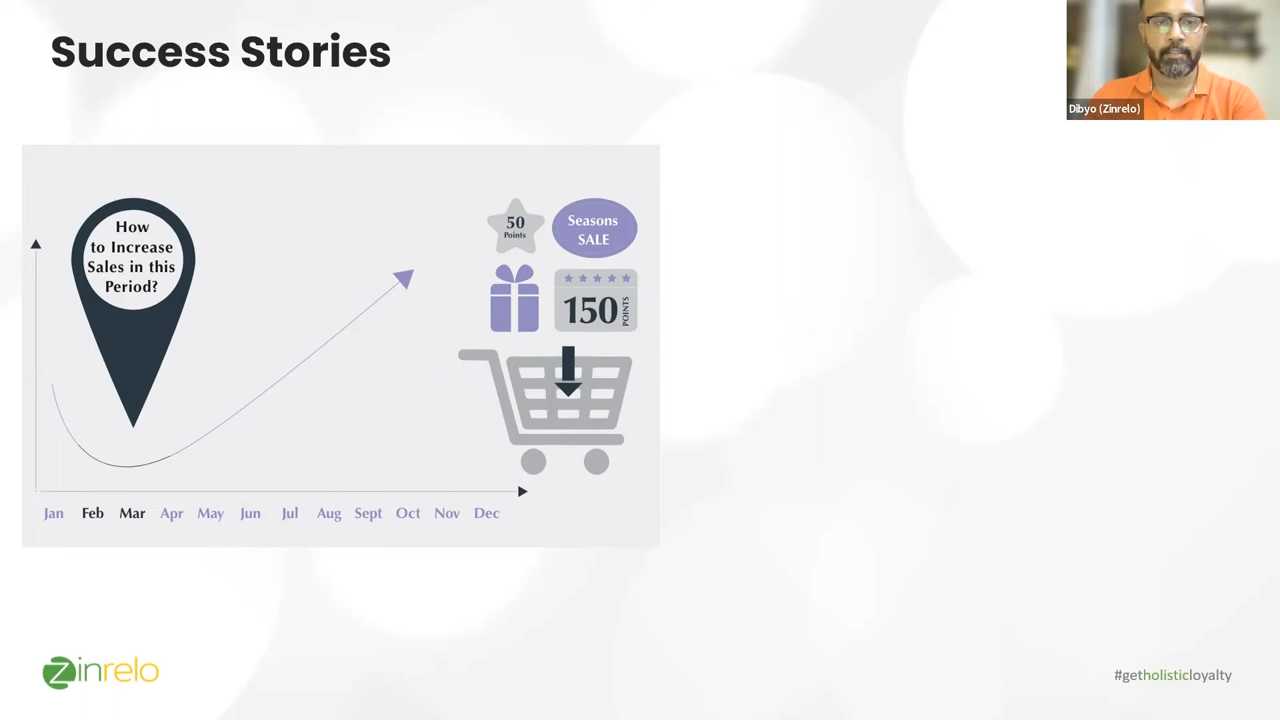 Success Stories
Dibyo (Zinrelo)
How
to Increase
Sales in this
Period?
50
Points
Seasons
SALE
150
POINTS
Jan Feb Mar Apr May Jun Jul Aug Sept Oct Nov Dec
zinrelo
#getholisticloyalty